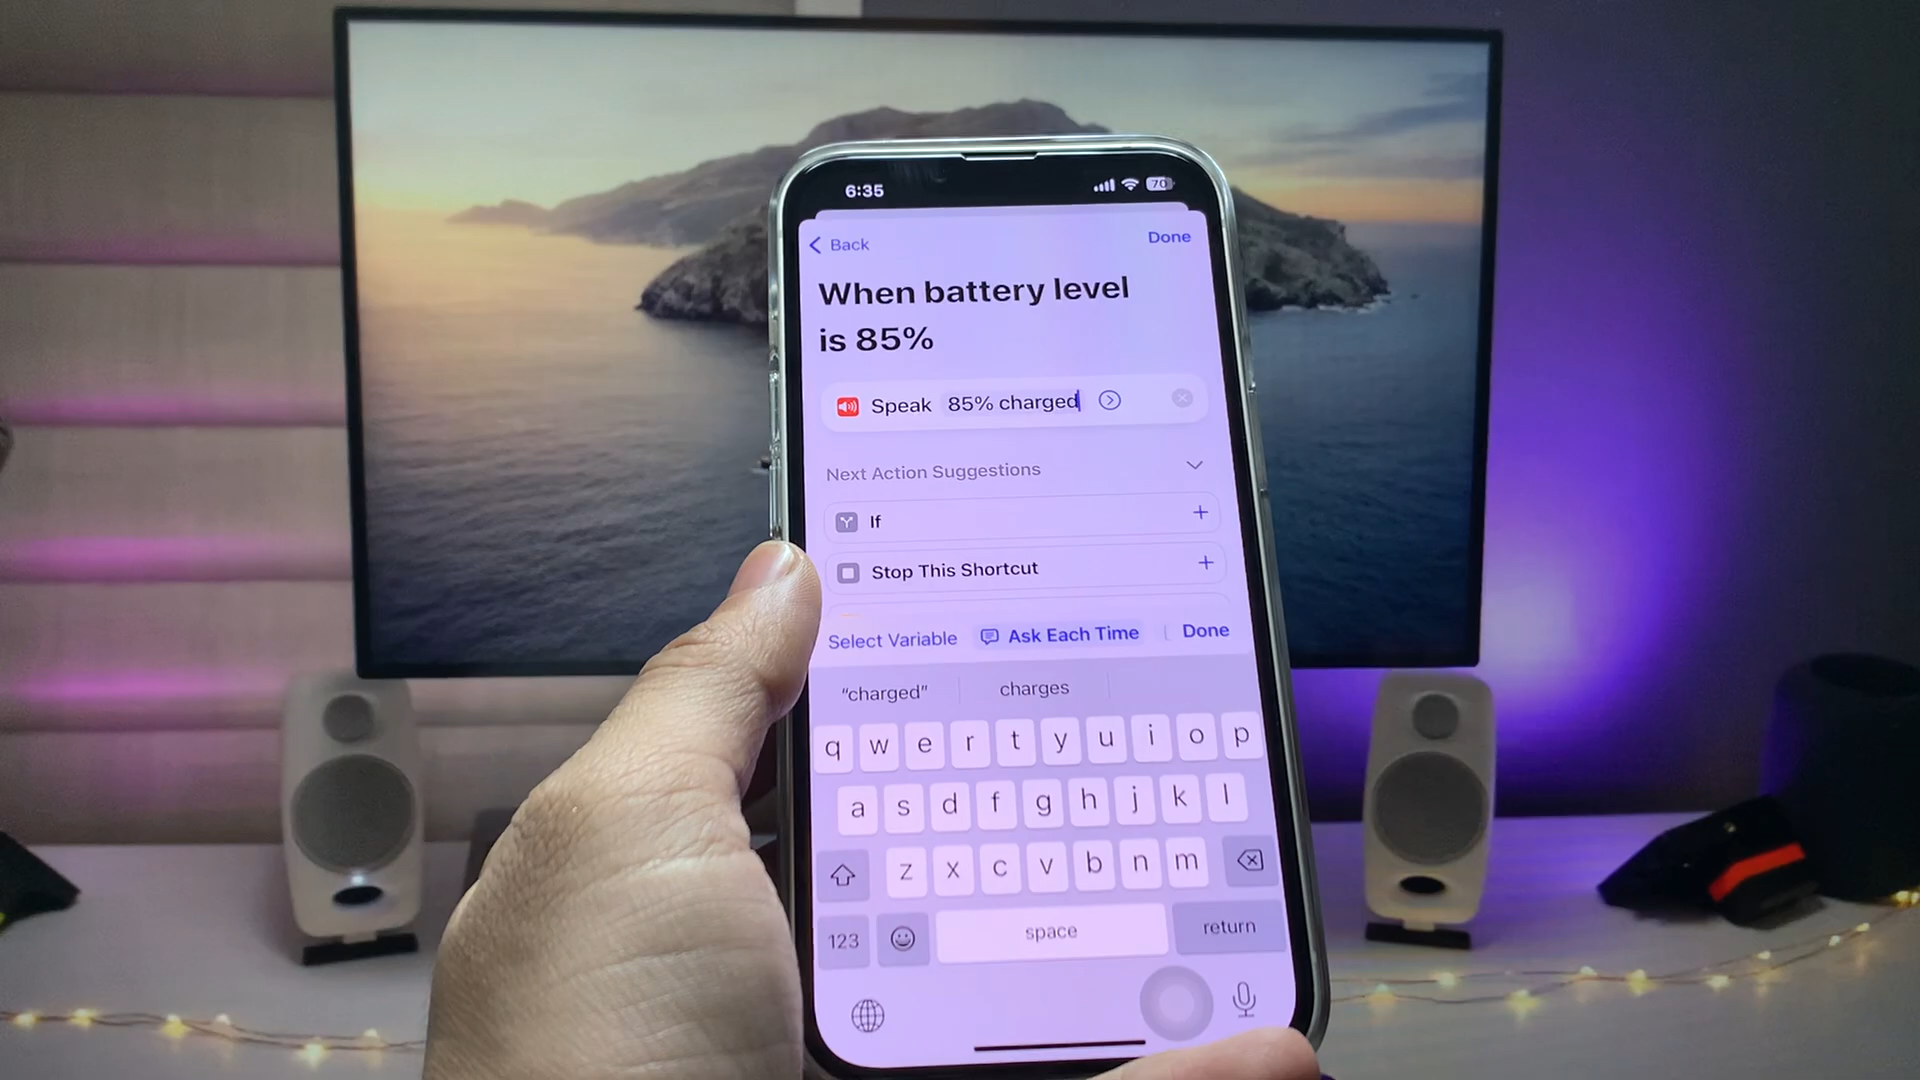 6:35
70
Back
Done
When battery level
is 85%
Speak 85% charged
Next Action Suggestions
If
Stop This Shortcut
Select Variable
Ask Each Time
Done
“charged”
charges
q w e r t y u i o p
a s d f g h j k l
z x c v b n m
123
space
return